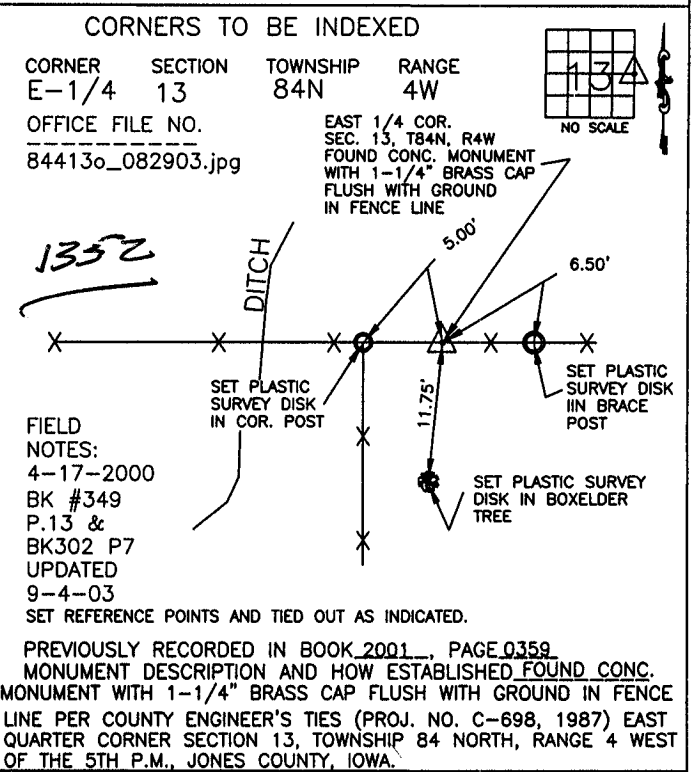 CORNERS TO BE INDEXED
CORNER SECTION TOWNSHIP RANGE
E-1/4 13 84N 4W
13
NO SCALE
OFFICE FILE NO.
84413o_082903.jpg
EAST 1/4 COR.
SEC. 13, T84N, R4W
FOUND CONC. MONUMENT
WITH 1-1/4" BRASS CAP
FLUSH WITH GROUND
IN FENCE LINE
1352
DITCH
5.00'
6.50'
11.75'
SET PLASTIC
SURVEY DISK
IN COR. POST
SET PLASTIC
SURVEY DISK
IIN BRACE
POST
SET PLASTIC SURVEY
DISK IN BOXELDER
TREE
FIELD
NOTES:
4-17-2000
BK #349
P.13 &
BK302 P7
UPDATED
9-4-03
SET REFERENCE POINTS AND TIED OUT AS INDICATED.
PREVIOUSLY RECORDED IN BOOK 2001, PAGE 0359
MONUMENT DESCRIPTION AND HOW ESTABLISHED FOUND CONC.
MONUMENT WITH 1-1/4" BRASS CAP FLUSH WITH GROUND IN FENCE
LINE PER COUNTY ENGINEER'S TIES (PROJ. NO. C-698, 1987) EAST
QUARTER CORNER SECTION 13, TOWNSHIP 84 NORTH, RANGE 4 WEST
OF THE 5TH P.M., JONES COUNTY, IOWA.